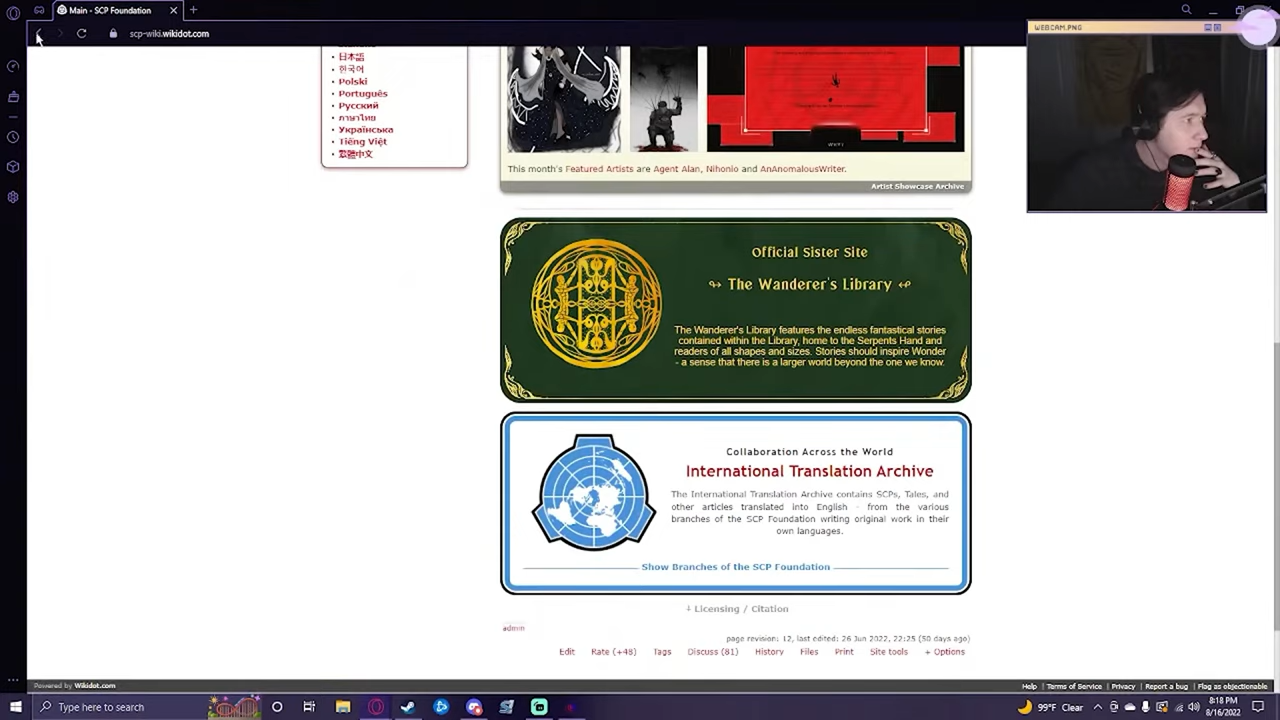 Main - SCP Foundation
scp-wiki.wikidot.com
WEBCAM.PNG
日本語
한국어
Polski
Português
Русский
ภาษาไทย
Українська
Tiếng Việt
繁體中文
This month's Featured Artists are Agent Alan, Nihonio and AnAnomalousWriter.
Artist Showcase Archive
Official Sister Site
The Wanderer's Library
The Wanderer's Library features the endless fantastical stories
contained within the Library, home to the Serpents Hand and
readers of all shapes and sizes. Stories should inspire Wonder
- a sense that there is a larger world beyond the one we know.
Collaboration Across the World
International Translation Archive
The International Translation Archive contains SCPs, Tales, and
other articles translated into English - from the various
branches of the SCP Foundation writing original work in their
own languages.
Show Branches of the SCP Foundation
Licensing / Citation
admin
page revision: 12, last edited: 26 Jun 2022, 22:25 (50 days ago)
Edit Rate (+48) Tags Discuss (81) History Files Print Site tools + Options
Powered by Wikidot.com
Help | Terms of Service | Privacy | Report a bug | Flag as objectionable
Type here to search
99°F Clear
8:18 PM
8/16/2022